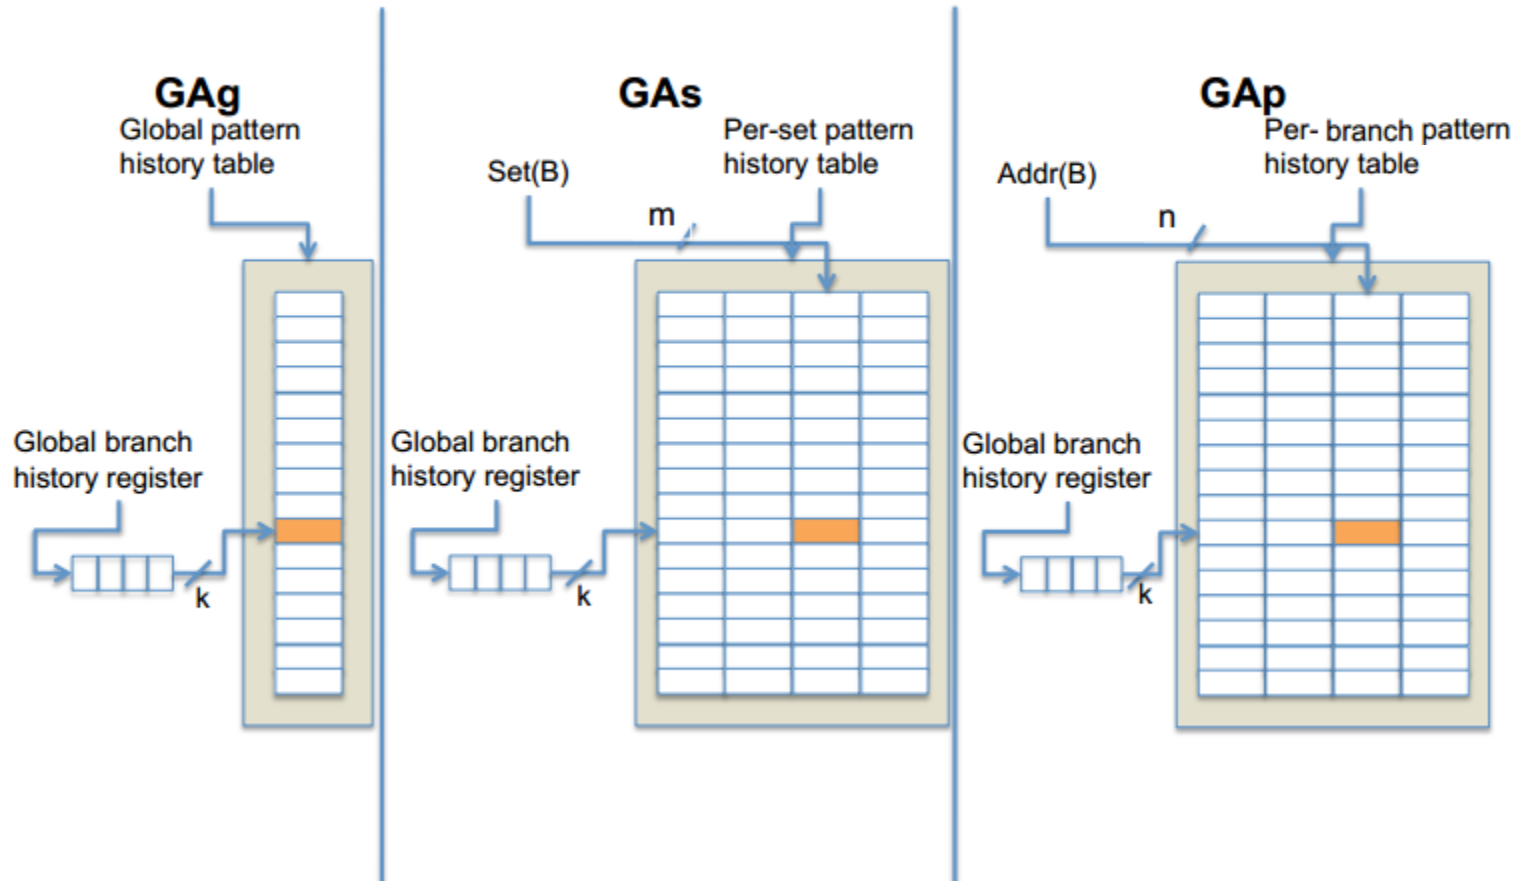 GAg
Global pattern
history table
Global branch
history register
k
GAs
Per-set pattern
history table
Set(B)
m
Global branch
history register
k
GAp
Per- branch pattern
history table
Addr(B)
n
Global branch
history register
k